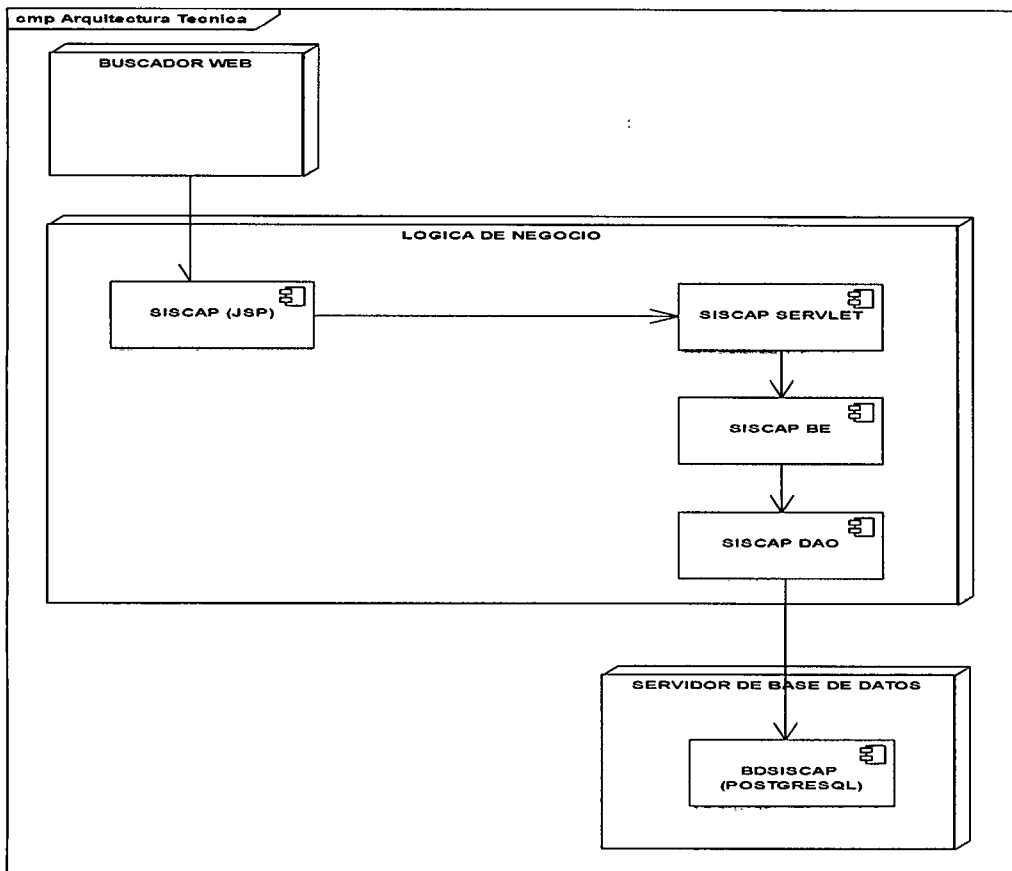 cmp Arquitectura Tecnica
BUSCADOR WEB
LOGICA DE NEGOCIO
SISCAP (JSP)
SISCAP SERVLET
SISCAP BE
SISCAP DAO
SERVIDOR DE BASE DE DATOS
BDSISCAP
(POSTGRESQL)